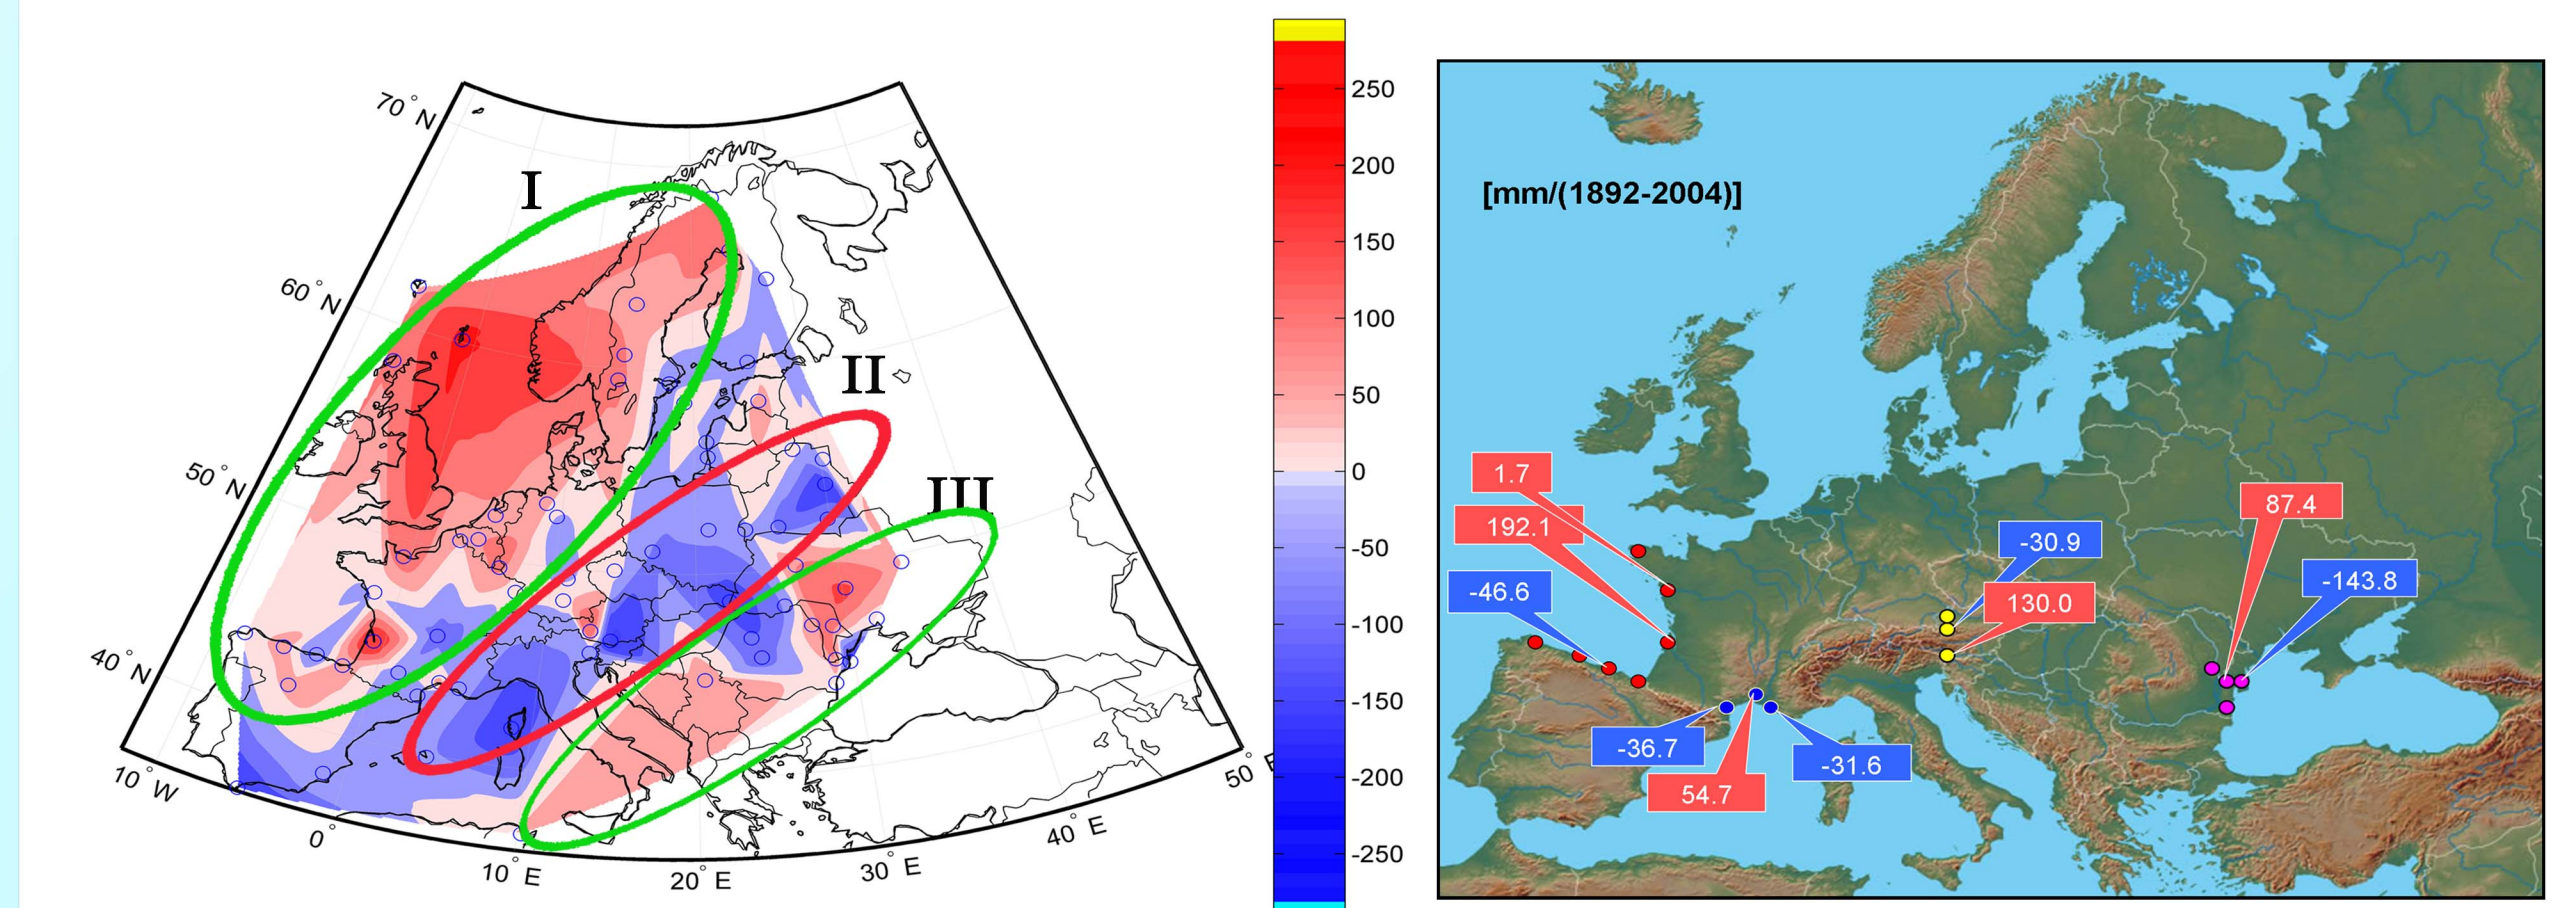 I
II
III
70° N
60° N
50° N
40° N
10° W
0°
10° E
20° E
30° E
40° E
50° E
250
200
150
100
50
0
-50
-100
-150
-200
-250
[mm/(1892-2004)]
1.7
192.1
-46.6
-36.7
54.7
-31.6
-30.9
130.0
87.4
-143.8